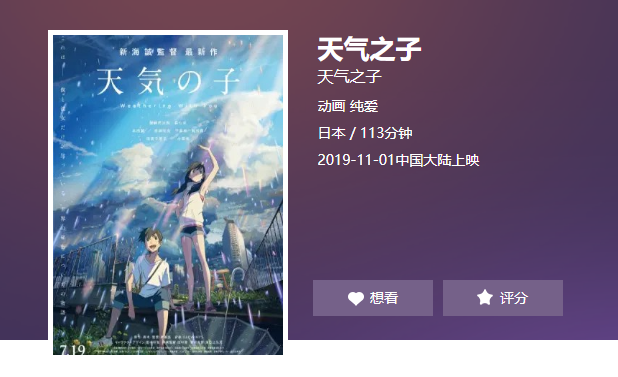 新海誠監督 最新作
天気の子
Weathering With You
7.19
天气之子
天气之子
动画 纯爱
日本 / 113分钟
2019-11-01中国大陆上映
想看
评分